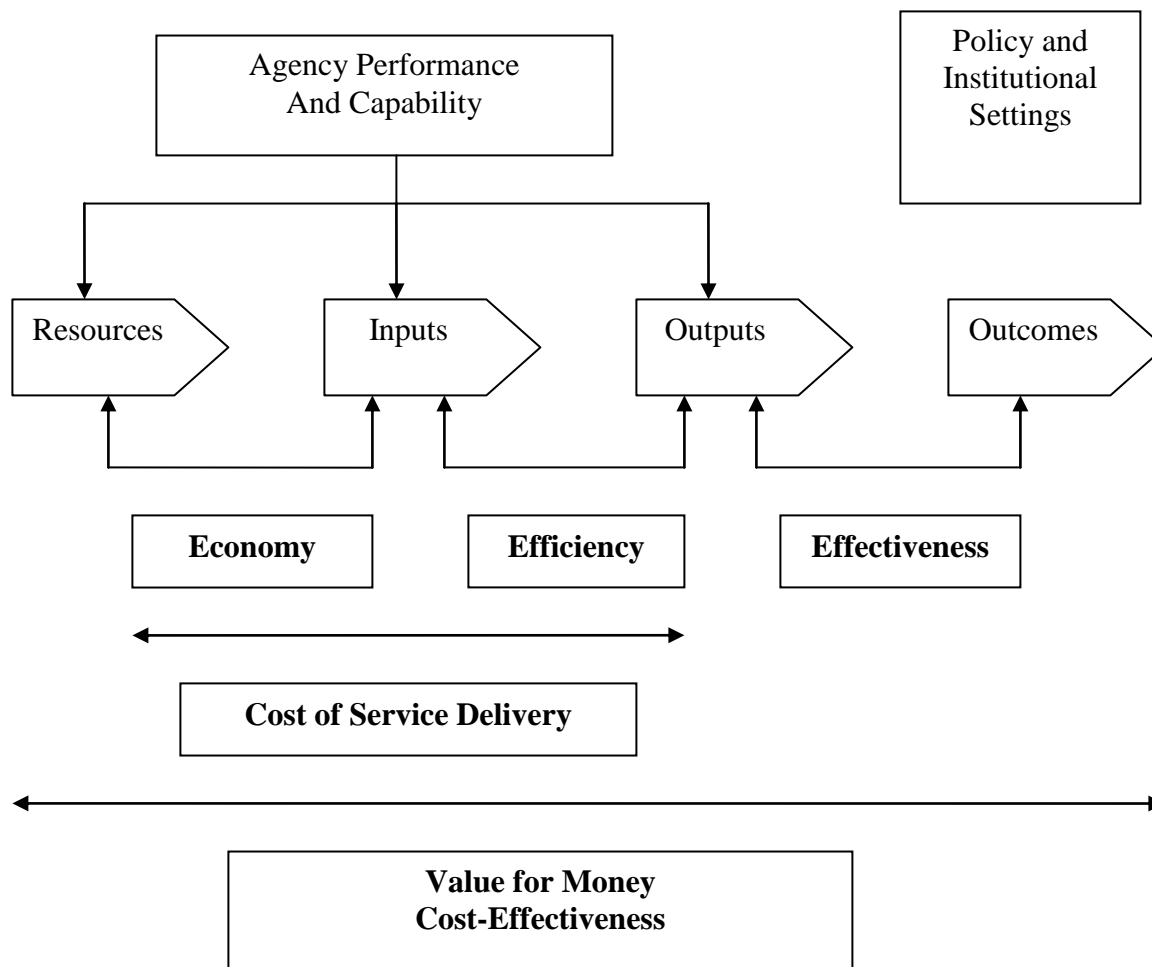 Agency Performance
And Capability
Policy and
Institutional
Settings
Resources
Inputs
Outputs
Outcomes
Economy
Efficiency
Effectiveness
Cost of Service Delivery
Value for Money
Cost-Effectiveness